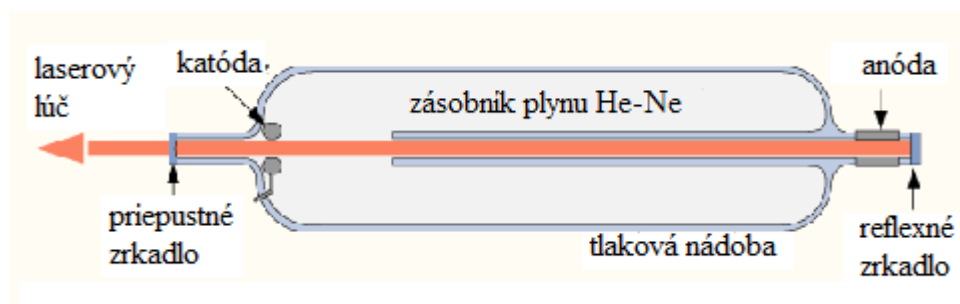 laserový
lúč
katóda
anóda
zásobník plynu He-Ne
priepustné
zrkadlo
tlaková nádoba
reflexné
zrkadlo